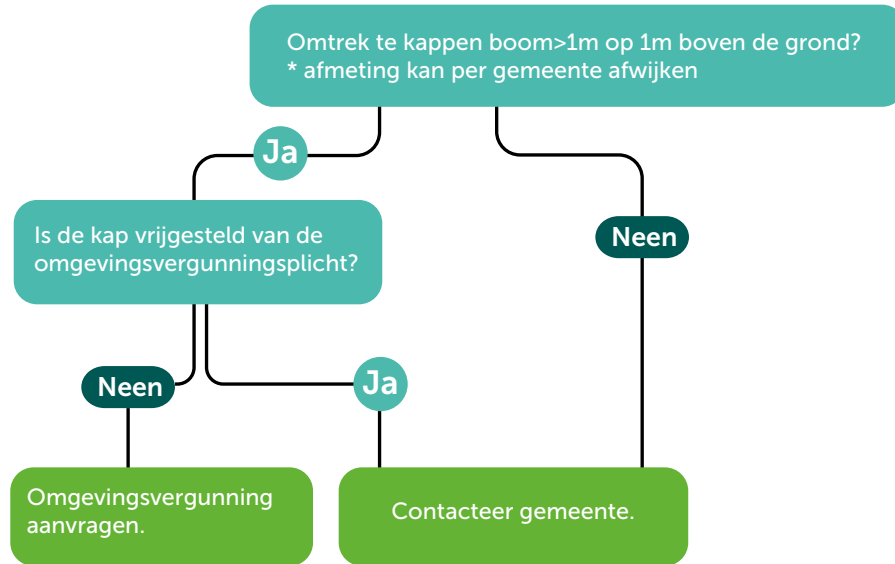 Omtrek te kappen boom>1m op 1m boven de grond?
* afmeting kan per gemeente afwijken
Ja
Is de kap vrijgesteld van de
omgevingsvergunningsplicht?
Neen
Neen
Ja
Omgevingsvergunning
aanvragen.
Contacteer gemeente.